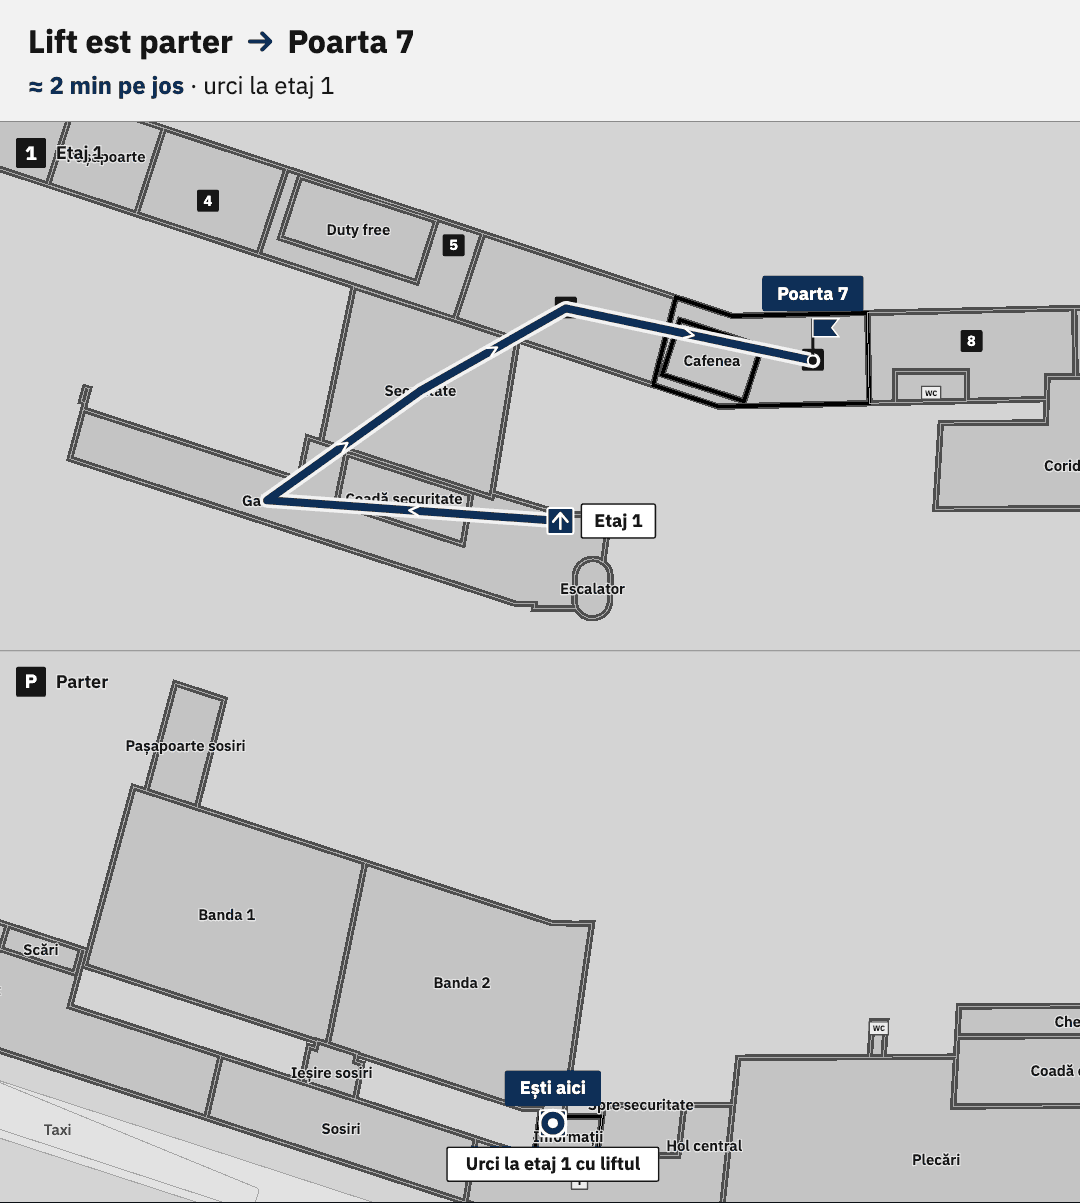 Lift est parter → Poarta 7
≈ 2 min pe jos · urci la etaj 1
1 Etaj 1
4
Duty free
5
Poarta 7
Cafenea
8
wc
Coadă securitate
Etaj 1
Escalator
P Parter
Pașapoarte sosiri
Banda 1
Scări
Banda 2
wc
Ieșire sosiri
Ești aici
Spre securitate
Informații
Taxi
Sosiri
Hol central
Urci la etaj 1 cu liftul
Plecări